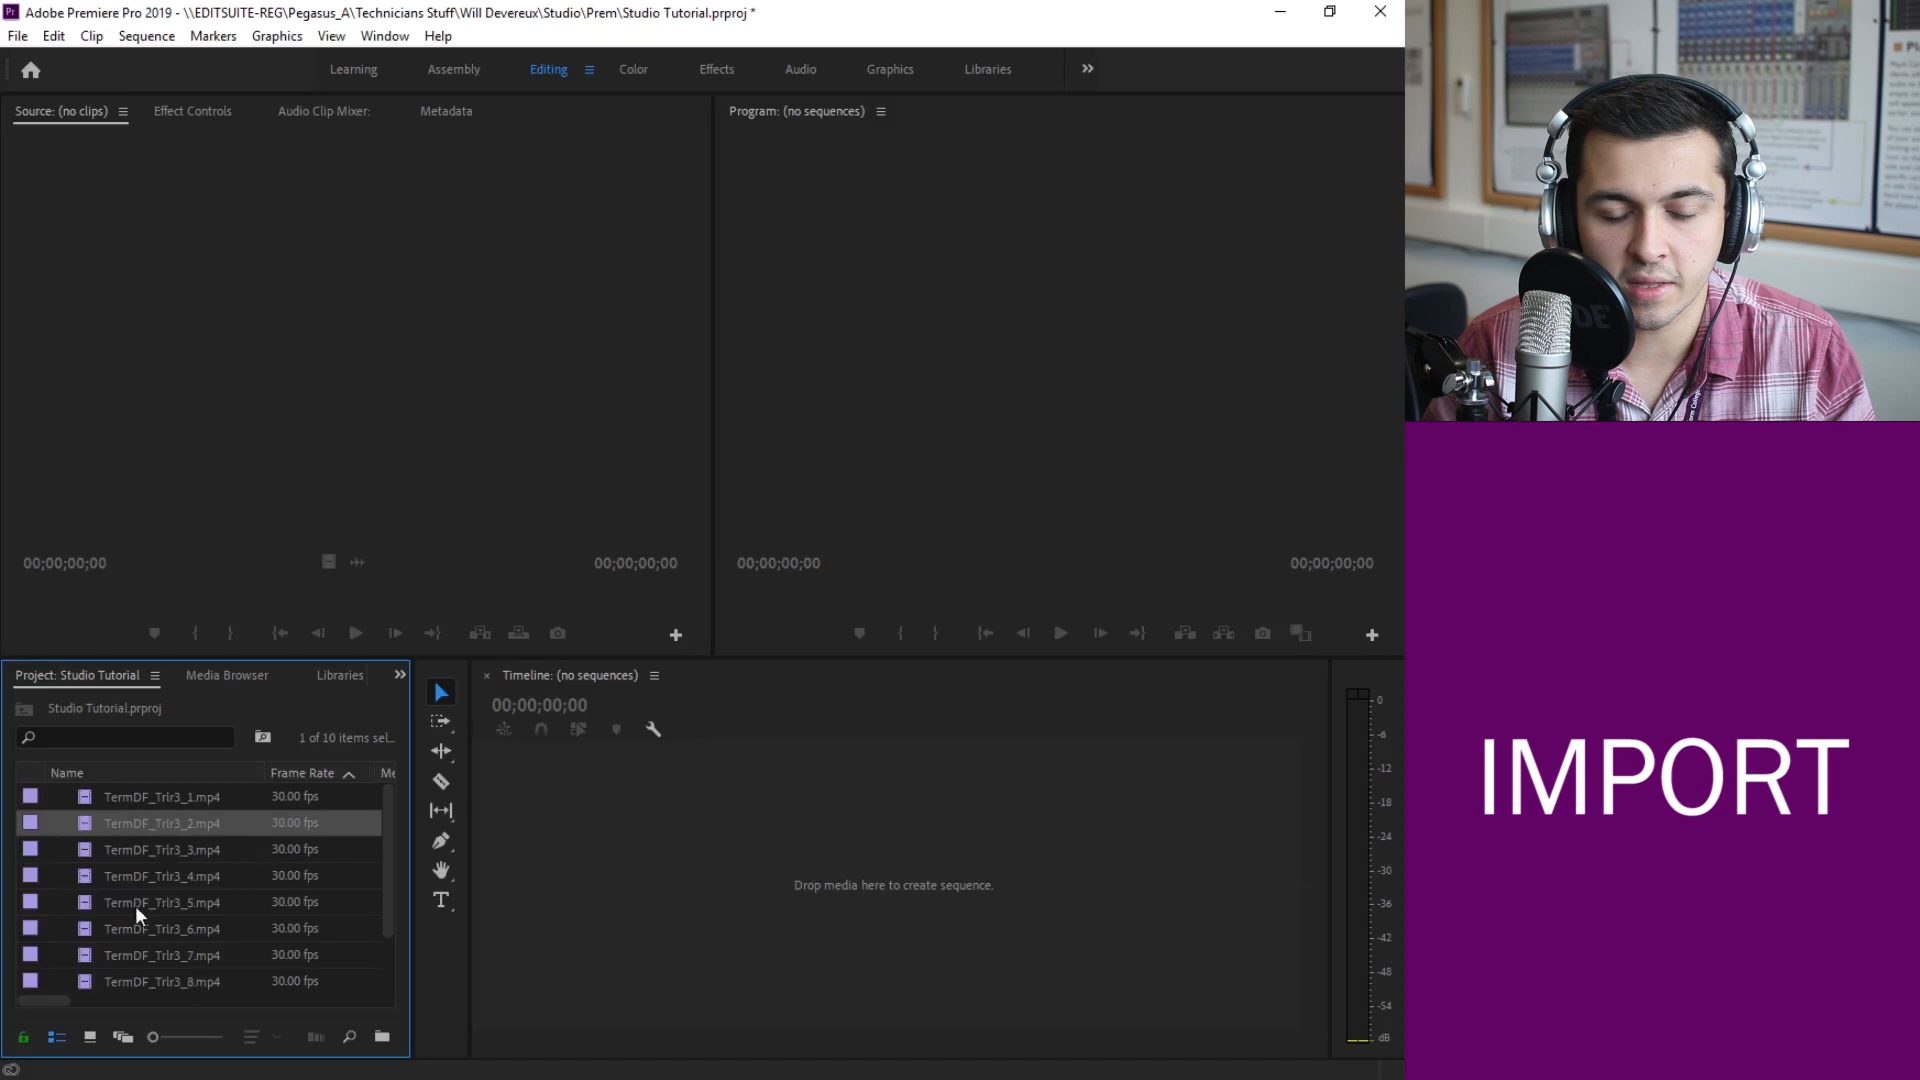 Pr Adobe Premiere Pro 2019 - \\EDITSUITE-REG\Pegasus_A\Technicians Stuff\Will Devereux\Studio\Prem\Studio Tutorial.prproj *
File Edit Clip Sequence Markers Graphics View Window Help
Learning Assembly Editing Color Effects Audio Graphics Libraries
Source: (no clips) Effect Controls Audio Clip Mixer: Metadata
Program: (no sequences)
00;00;00;00 00;00;00;00
00;00;00;00 00;00;00;00
Project: Studio Tutorial Media Browser Libraries
Studio Tutorial.prproj
1 of 10 items sel...
Name Frame Rate Me
TermDF_Trlr3_1.mp4 30.00 fps
TermDF_Trlr3_2.mp4 30.00 fps
TermDF_Trlr3_3.mp4 30.00 fps
TermDF_Trlr3_4.mp4 30.00 fps
TermDF_Trlr3_5.mp4 30.00 fps
TermDF_Trlr3_6.mp4 30.00 fps
TermDF_Trlr3_7.mp4 30.00 fps
TermDF_Trlr3_8.mp4 30.00 fps
Timeline: (no sequences)
00;00;00;00
Drop media here to create sequence.
0
-6
-12
-18
-24
-30
-36
-42
-48
-54
dB
IMPORT